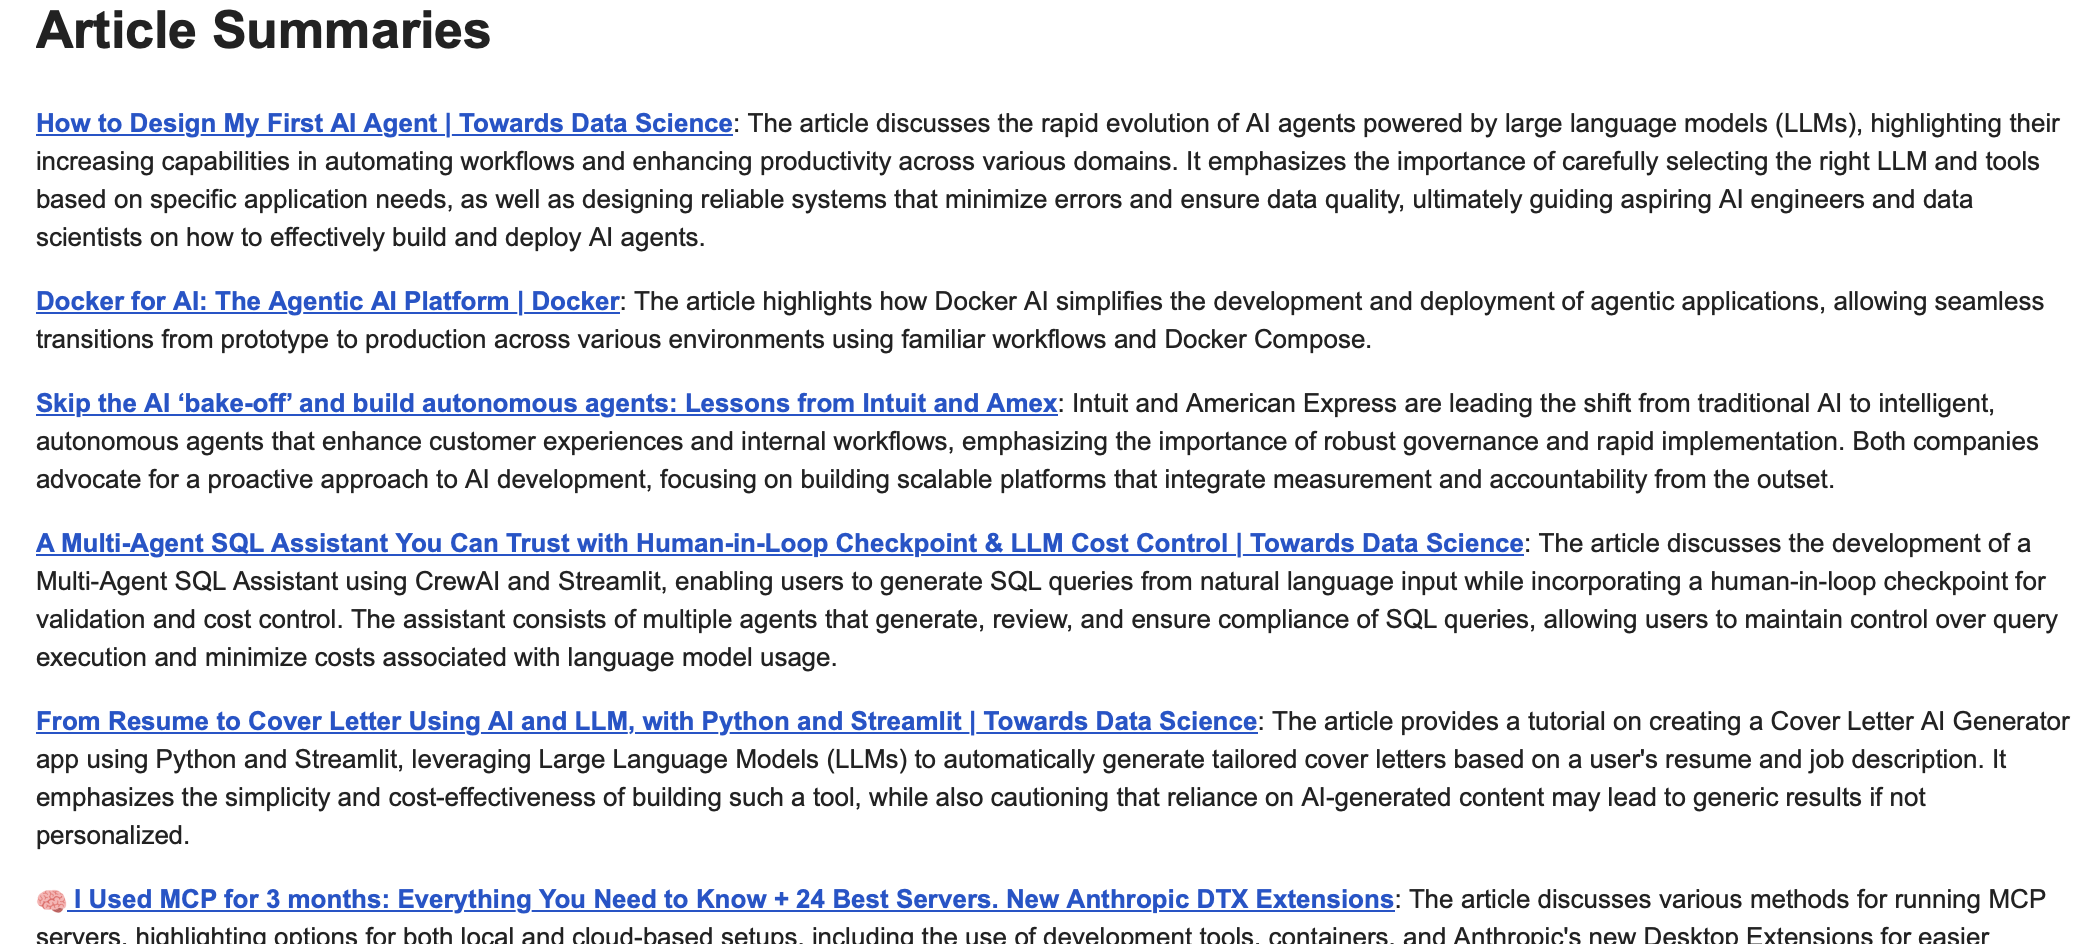 Article Summaries
How to Design My First AI Agent | Towards Data Science: The article discusses the rapid evolution of AI agents powered by large language models (LLMs), highlighting their
increasing capabilities in automating workflows and enhancing productivity across various domains. It emphasizes the importance of carefully selecting the right LLM and tools
based on specific application needs, as well as designing reliable systems that minimize errors and ensure data quality, ultimately guiding aspiring AI engineers and data
scientists on how to effectively build and deploy AI agents.
Docker for AI: The Agentic AI Platform | Docker: The article highlights how Docker AI simplifies the development and deployment of agentic applications, allowing seamless
transitions from prototype to production across various environments using familiar workflows and Docker Compose.
Skip the AI ‘bake-off’ and build autonomous agents: Lessons from Intuit and Amex: Intuit and American Express are leading the shift from traditional AI to intelligent,
autonomous agents that enhance customer experiences and internal workflows, emphasizing the importance of robust governance and rapid implementation. Both companies
advocate for a proactive approach to AI development, focusing on building scalable platforms that integrate measurement and accountability from the outset.
A Multi-Agent SQL Assistant You Can Trust with Human-in-Loop Checkpoint & LLM Cost Control | Towards Data Science: The article discusses the development of a
Multi-Agent SQL Assistant using CrewAI and Streamlit, enabling users to generate SQL queries from natural language input while incorporating a human-in-loop checkpoint for
validation and cost control. The assistant consists of multiple agents that generate, review, and ensure compliance of SQL queries, allowing users to maintain control over query
execution and minimize costs associated with language model usage.
From Resume to Cover Letter Using AI and LLM, with Python and Streamlit | Towards Data Science: The article provides a tutorial on creating a Cover Letter AI Generator
app using Python and Streamlit, leveraging Large Language Models (LLMs) to automatically generate tailored cover letters based on a user's resume and job description. It
emphasizes the simplicity and cost-effectiveness of building such a tool, while also cautioning that reliance on AI-generated content may lead to generic results if not
personalized.
🧠 I Used MCP for 3 months: Everything You Need to Know + 24 Best Servers. New Anthropic DTX Extensions: The article discusses various methods for running MCP
servers, highlighting options for both local and cloud-based setups, including the use of development tools, containers, and Anthropic's new Desktop Extensions for easier